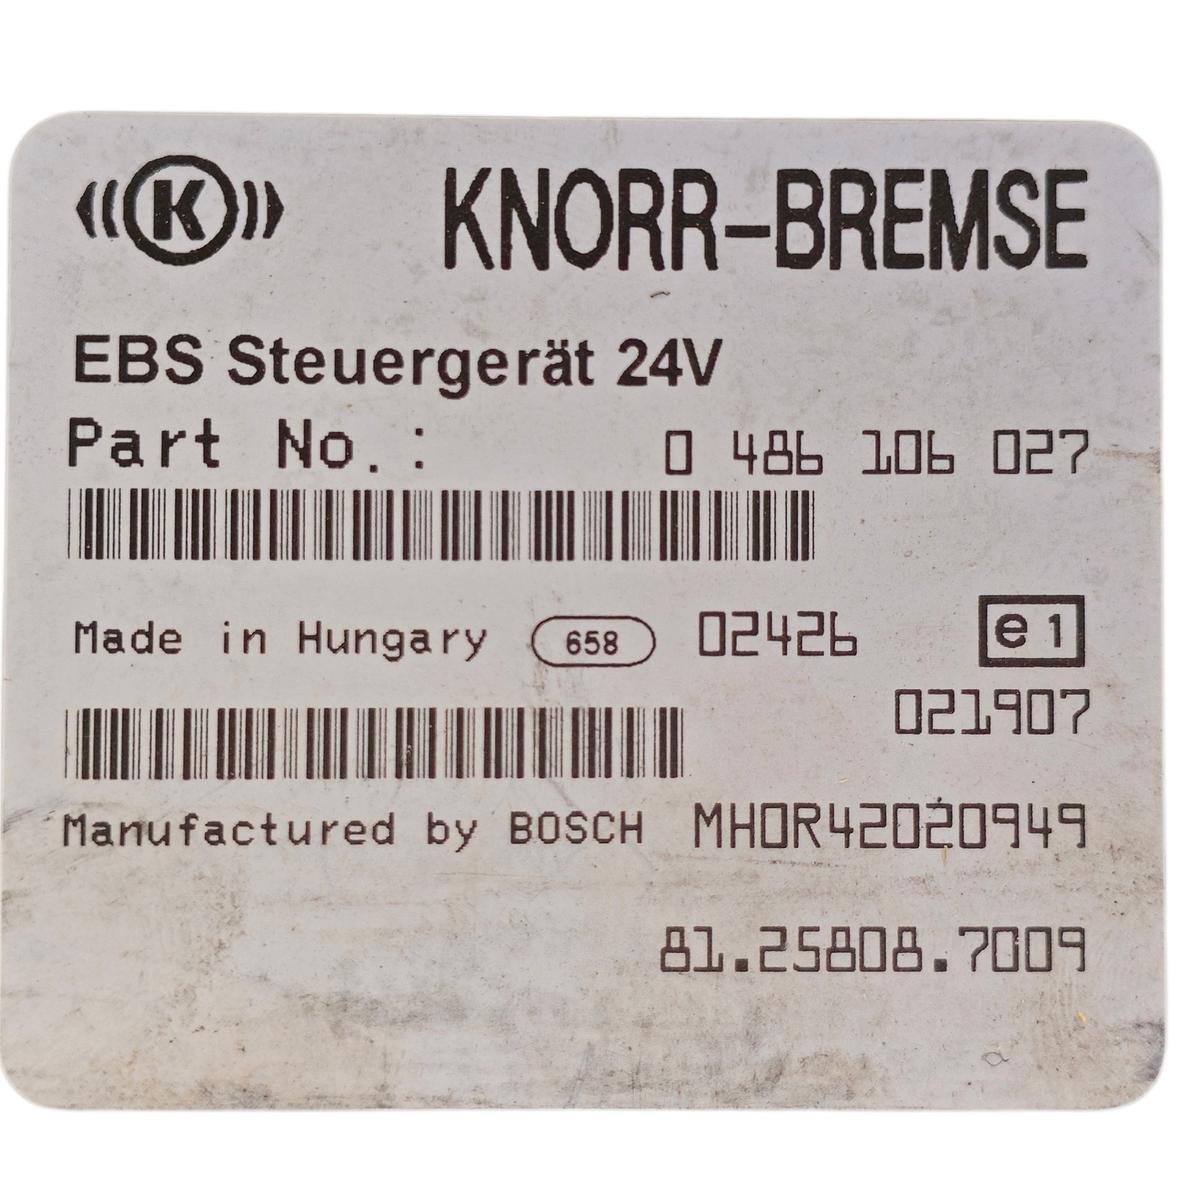 K KNORR-BREMSE
EBS Steuergerät 24V
Part No.: 0 486 106 027
Made in Hungary 658 02426 e1
021907
Manufactured by BOSCH MHOR42020949
81.25808.7009